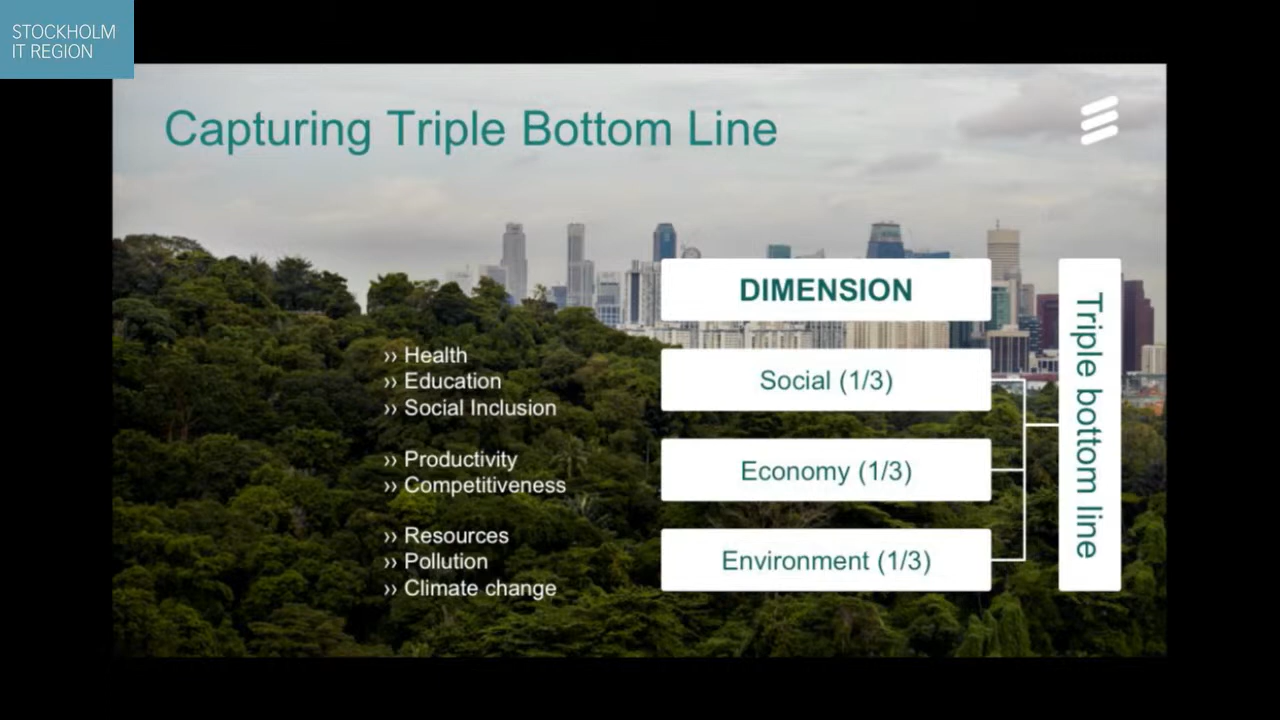 STOCKHOLM
IT REGION
Capturing Triple Bottom Line
DIMENSION
›› Health
›› Education
›› Social Inclusion
Social (1/3)
›› Productivity
›› Competitiveness
Economy (1/3)
›› Resources
›› Pollution
›› Climate change
Environment (1/3)
Triple bottom line